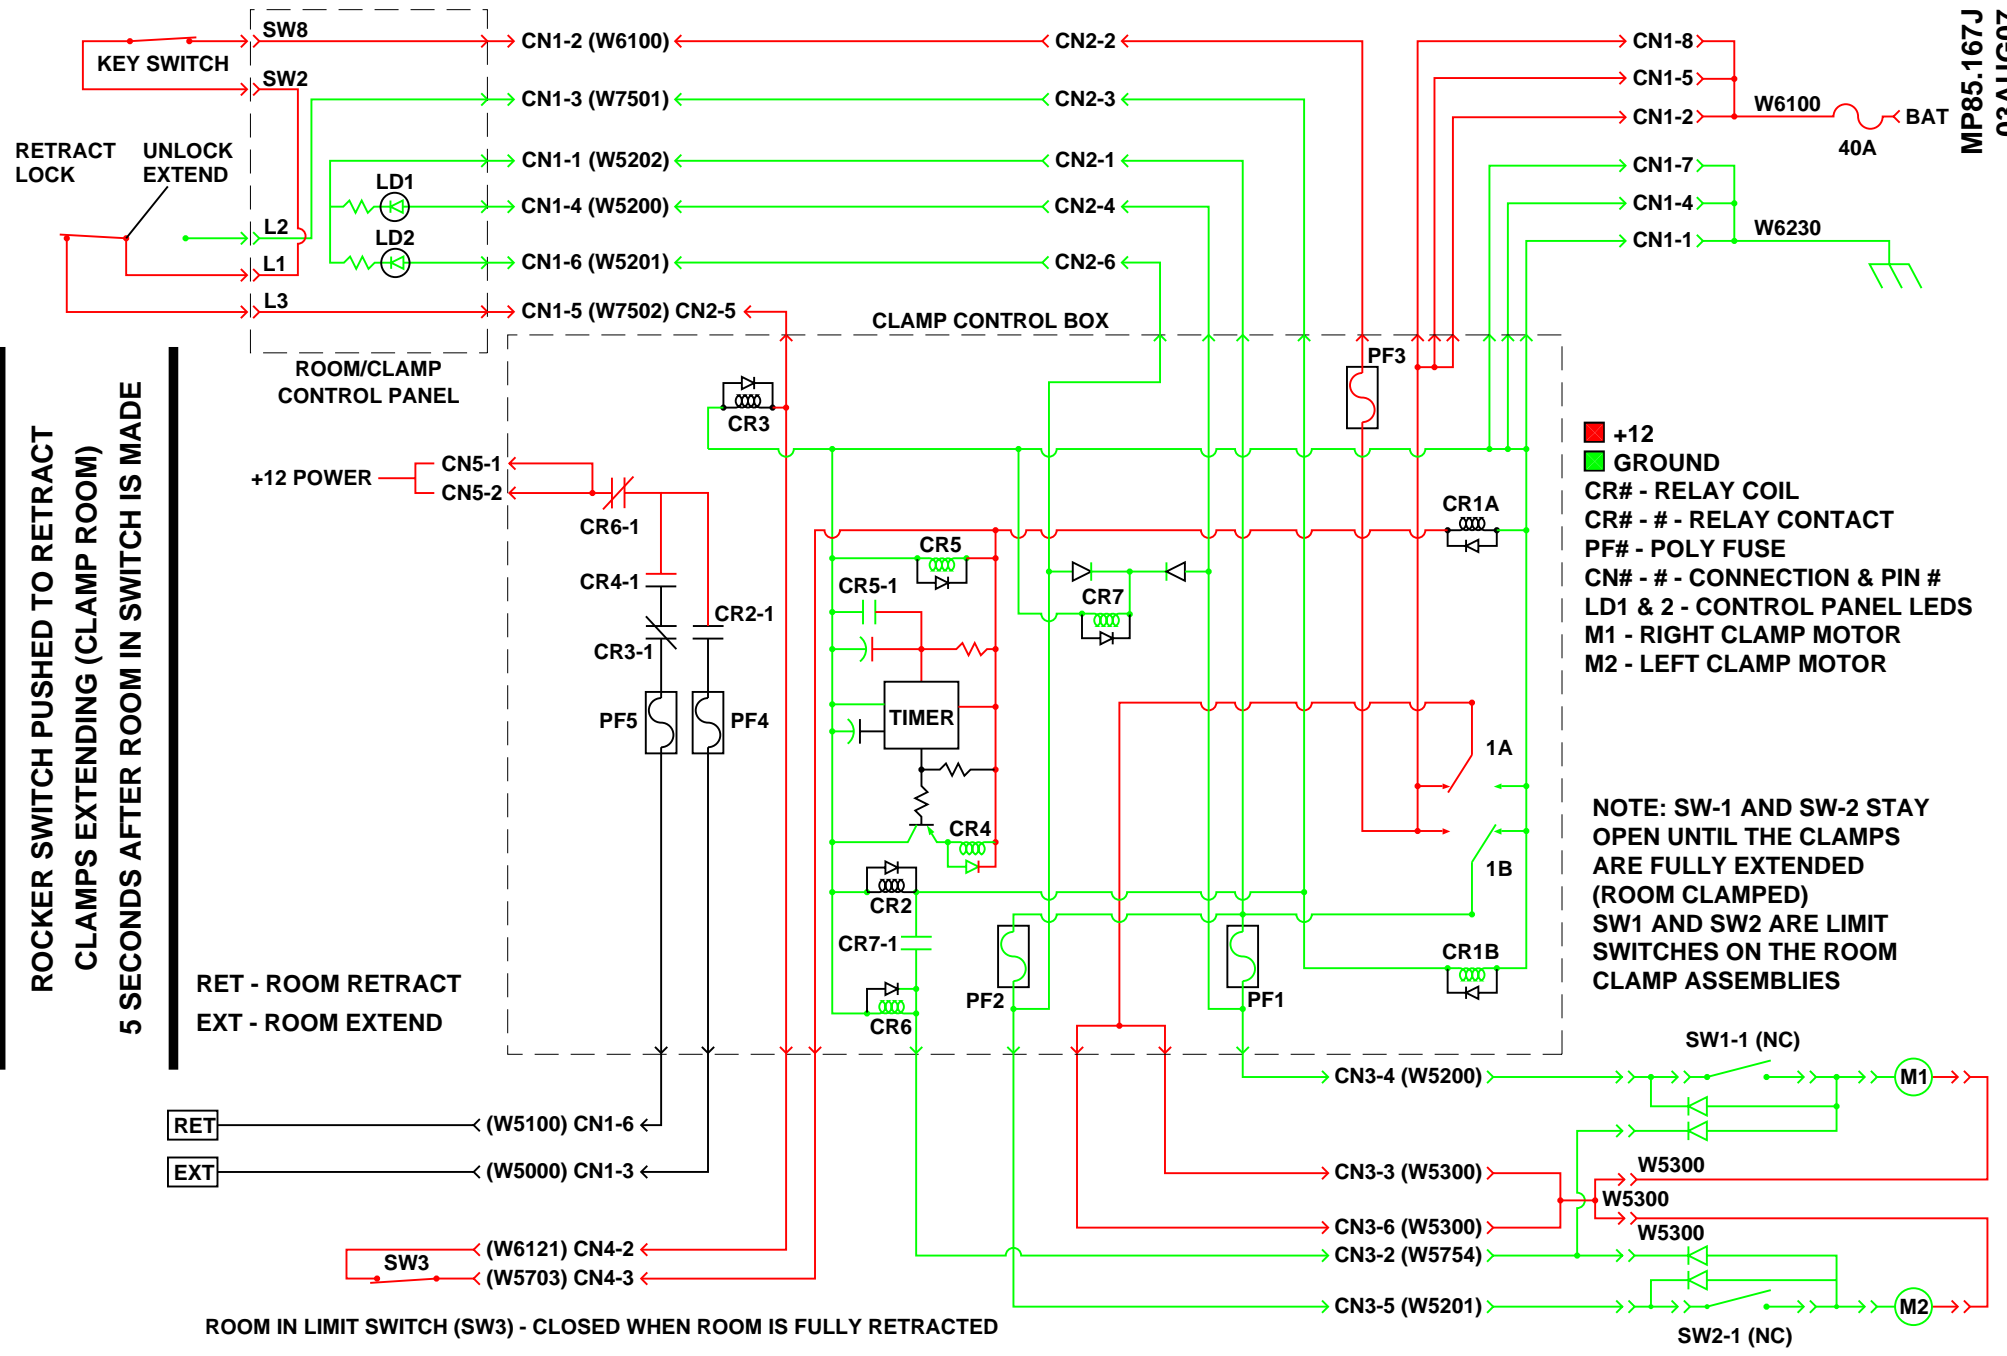 MP85.167J
03AUG07
SW8
KEY SWITCH
SW2
RETRACT
LOCK
UNLOCK
EXTEND
LD1
LD2
L2
L1
L3
ROOM/CLAMP
CONTROL PANEL
CN1-2 (W6100)
CN1-3 (W7501)
CN1-1 (W5202)
CN1-4 (W5200)
CN1-6 (W5201)
CN1-5 (W7502) CN2-5
CN2-2
CN2-3
CN2-1
CN2-4
CN2-6
CN1-8
CN1-5
CN1-2
W6100
40A
BAT
CN1-7
CN1-4
CN1-1
W6230
CLAMP CONTROL BOX
ROCKER SWITCH PUSHED TO RETRACT
CLAMPS EXTENDING (CLAMP ROOM)
5 SECONDS AFTER ROOM IN SWITCH IS MADE
+12 POWER
CN5-1
CN5-2
CR3
PF3
CR6-1
CR4-1
CR3-1
CR2-1
PF5
PF4
CR5
CR5-1
TIMER
CR4
CR2
CR7-1
CR6
CR7
CR1A
1A
1B
CR1B
PF2
PF1
+12
GROUND
CR# - RELAY COIL
CR# - # - RELAY CONTACT
PF# - POLY FUSE
CN# - # - CONNECTION & PIN #
LD1 & 2 - CONTROL PANEL LEDS
M1 - RIGHT CLAMP MOTOR
M2 - LEFT CLAMP MOTOR
NOTE: SW-1 AND SW-2 STAY
OPEN UNTIL THE CLAMPS
ARE FULLY EXTENDED
(ROOM CLAMPED)
SW1 AND SW2 ARE LIMIT
SWITCHES ON THE ROOM
CLAMP ASSEMBLIES
RET - ROOM RETRACT
EXT - ROOM EXTEND
RET
(W5100) CN1-6
EXT
(W5000) CN1-3
(W6121) CN4-2
SW3
(W5703) CN4-3
ROOM IN LIMIT SWITCH (SW3) - CLOSED WHEN ROOM IS FULLY RETRACTED
CN3-4 (W5200)
CN3-3 (W5300)
CN3-6 (W5300)
CN3-2 (W5754)
CN3-5 (W5201)
SW1-1 (NC)
M1
W5300
W5300
W5300
M2
SW2-1 (NC)